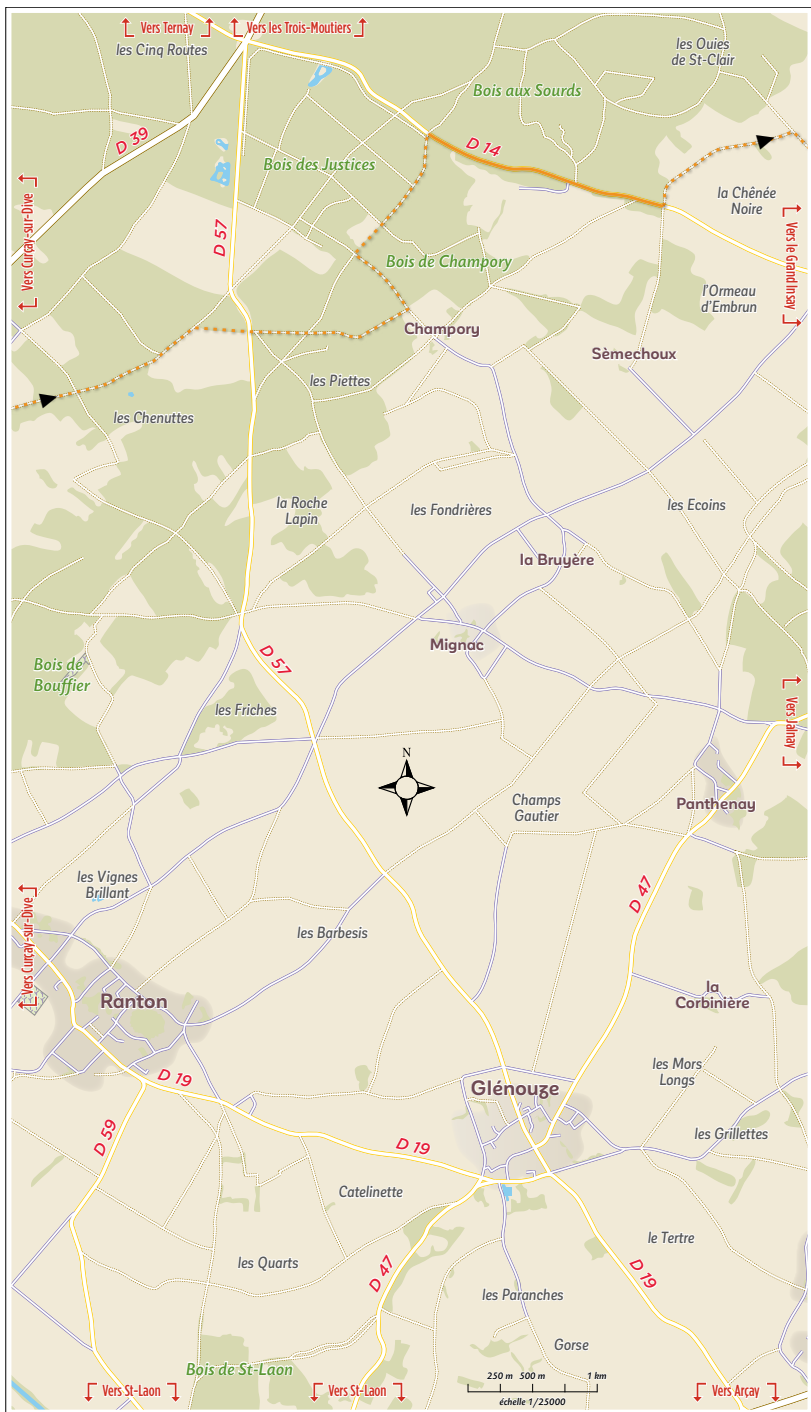 Vers Ternay
Vers les Trois-Moutiers
les Cinq Routes
les Ouies
de St-Clair
Bois aux Sourds
D 39
D 14
Bois des Justices
la Chênée
Noire
Vers Curçay-sur-Dive
D 57
Vers le Grand Insay
Bois de Champory
l'Ormeau
d'Embrun
Champory
Sèmechoux
les Piettes
les Chenuttes
la Roche
Lapin
les Fondrières
les Ecoins
la Bruyère
Mignac
Bois de
Bouffier
D 57
les Friches
Vers Jalnay
N
Champs
Gautier
Panthenay
les Vignes
Brillant
D 47
Vers Curçay-sur-Dive
les Barbesis
Ranton
la
Corbinière
les Mors
Longs
D 19
Glénouze
D 59
les Grillettes
D 19
Catelinette
le Tertre
les Quarts
D 47
D 19
les Paranches
Gorse
Bois de St-Laon
250 m 500 m 1 km
échelle 1/25000
Vers St-Laon
Vers St-Laon
Vers Arçay